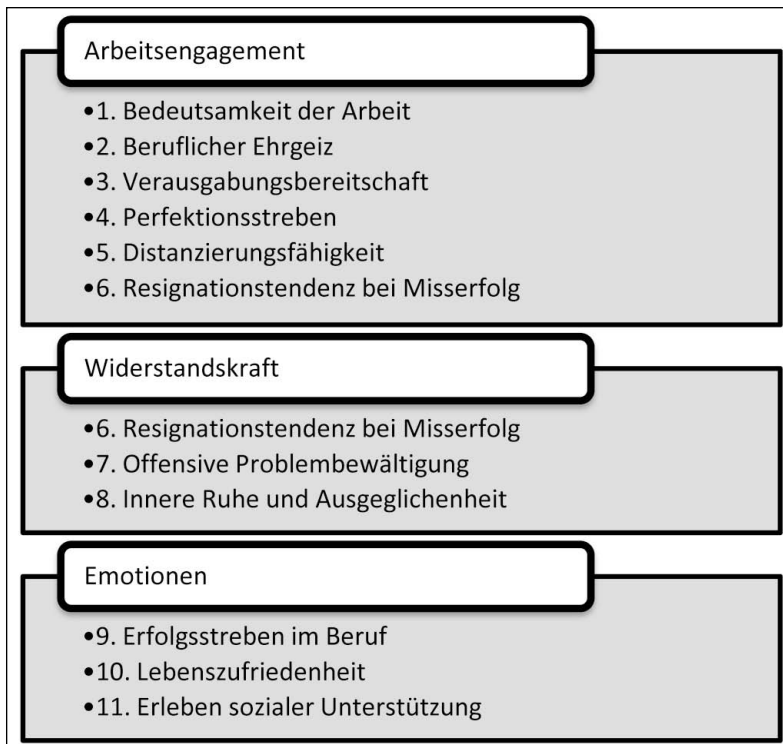 Arbeitsengagement
•1. Bedeutsamkeit der Arbeit
•2. Beruflicher Ehrgeiz
•3. Verausgabungsbereitschaft
•4. Perfektionsstreben
•5. Distanzierungsfähigkeit
•6. Resignationstendenz bei Misserfolg
Widerstandskraft
•6. Resignationstendenz bei Misserfolg
•7. Offensive Problembewältigung
•8. Innere Ruhe und Ausgeglichenheit
Emotionen
•9. Erfolgsstreben im Beruf
•10. Lebenszufriedenheit
•11. Erleben sozialer Unterstützung